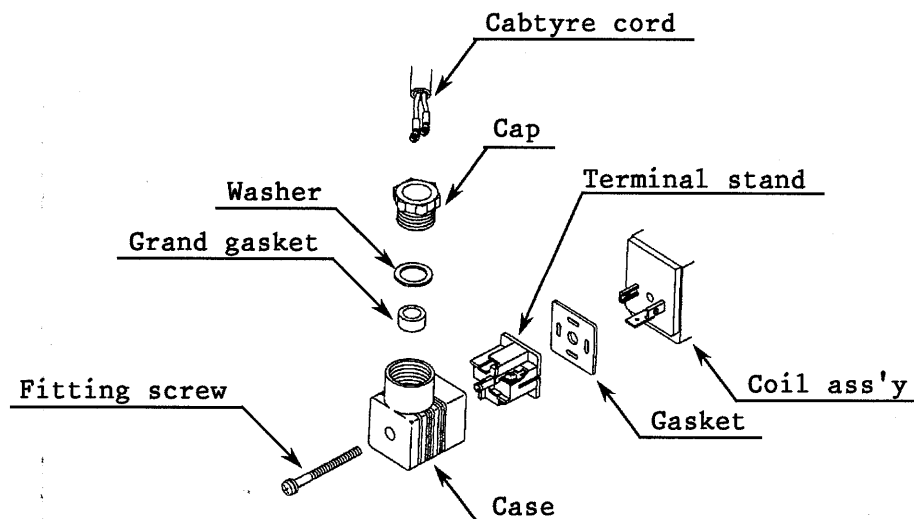 Cabtyre cord
Cap
Terminal stand
Washer
Grand gasket
Coil ass'y
Fitting screw
Gasket
Case